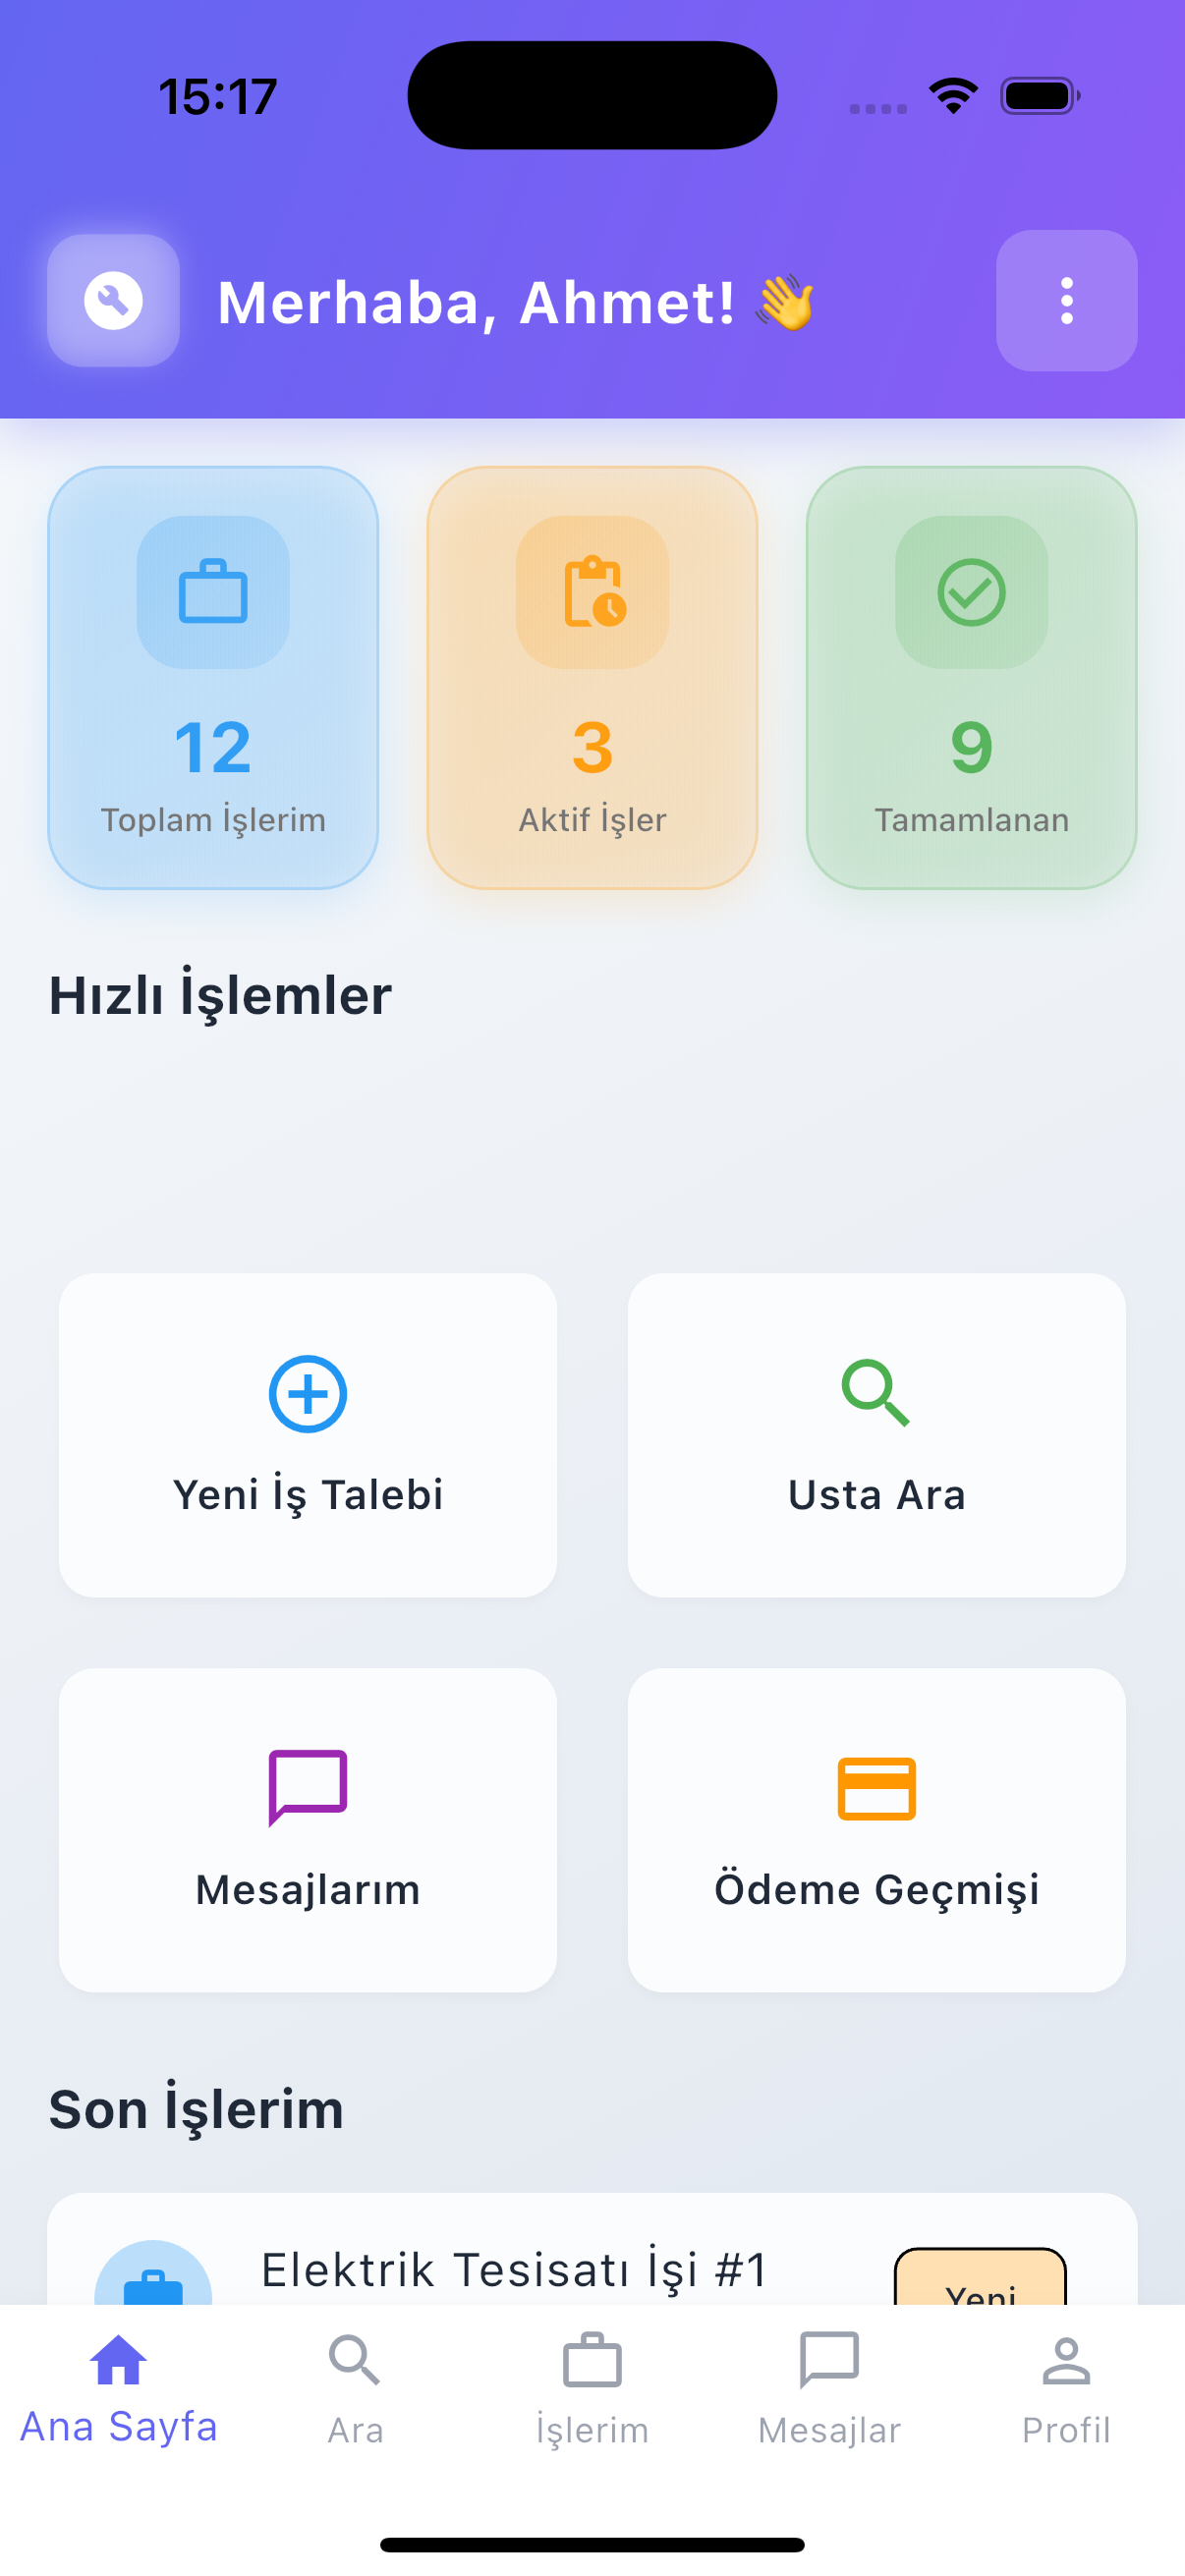 15:17
Merhaba, Ahmet! 👋
12
Toplam İşlerim
3
Aktif İşler
9
Tamamlanan
Hızlı İşlemler
Yeni İş Talebi
Usta Ara
Mesajlarım
Ödeme Geçmişi
Son İşlerim
Elektrik Tesisatı İşi #1
Yeni
Ana Sayfa
Ara
İşlerim
Mesajlar
Profil